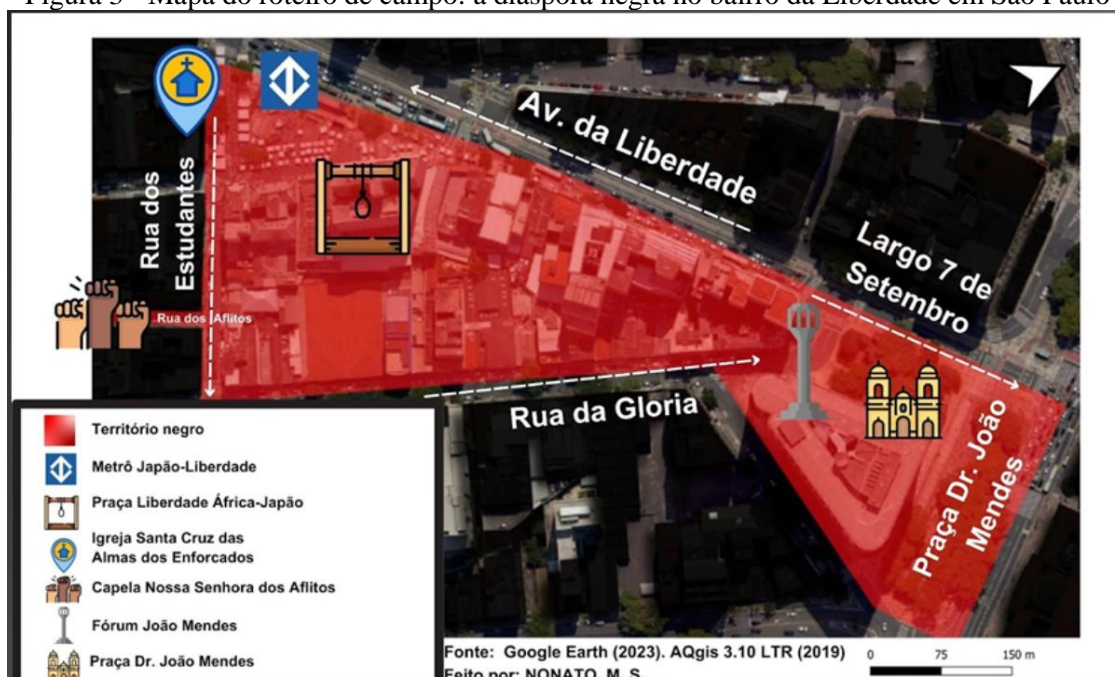 Figura 3 - Mapa do roteiro de campo: a diáspora negra no bairro da Liberdade em São Paulo
Av. da Liberdade
Rua dos
Estudantes
Largo 7 de
Setembro
Rua dos Aflitos
Rua da Gloria
Praça Dr. João
Mendes
Território negro
Metrô Japão-Liberdade
Praça Liberdade África-Japão
Igreja Santa Cruz das
Almas dos Enforcados
Capela Nossa Senhora dos Aflitos
Fórum João Mendes
Praça Dr. João Mendes
Fonte: Google Earth (2023). AQgis 3.10 LTR (2019)
Feito por: NONATO, M. S.
0 75 150 m